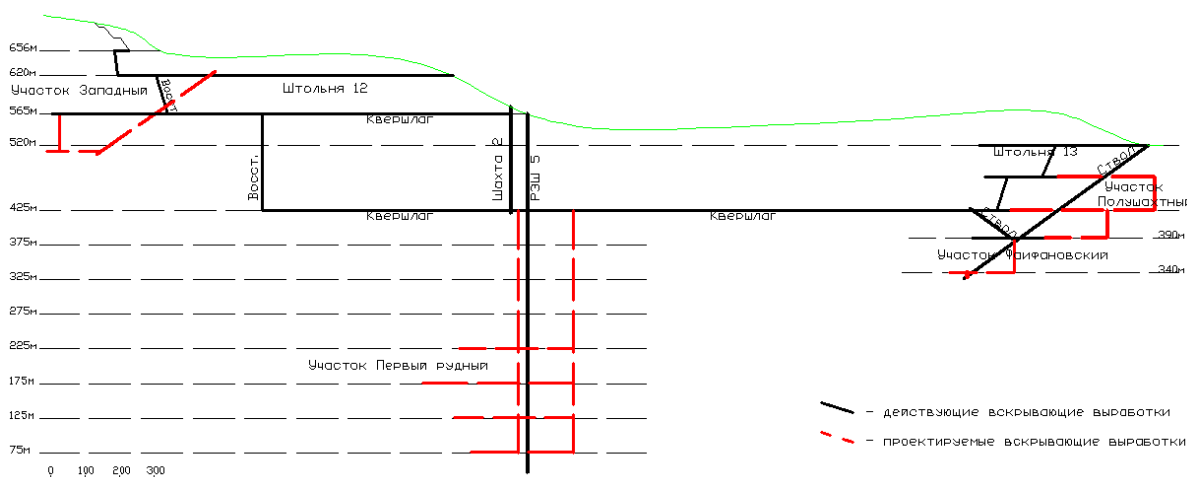 656м
620м
Участок Западный
Восст.
Штольня 12
565м
Квершлаг
520м
Штольня 13
Ствол
Восст.
Шахта 2
РЭШ 5
Участок
Полушахтный
425м
Квершлаг
Квершлаг
Ствол
375м
390м
Участок Файфановский
325м
340м
275м
225м
Участок Первый рудный
175м
125м
75м
0 100 200 300
- действующие вскрывающие выработки
- проектируемые вскрывающие выработки